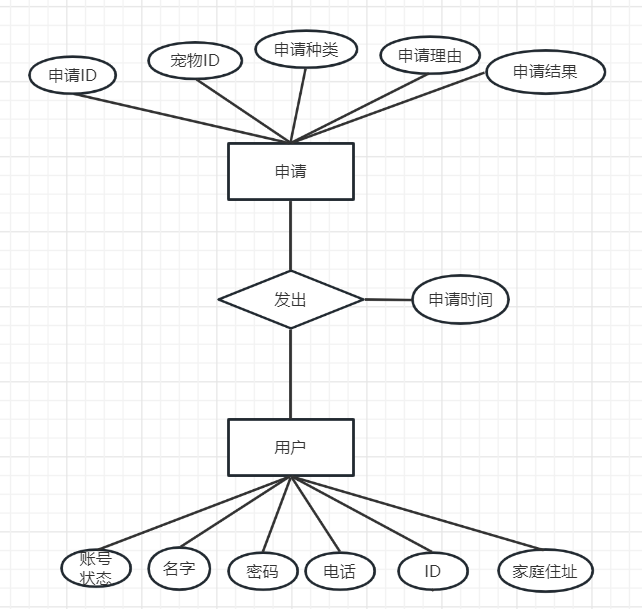 申请ID
宠物ID
申请种类
申请理由
申请结果
申请
发出
申请时间
用户
账号
状态
名字
密码
电话
ID
家庭住址